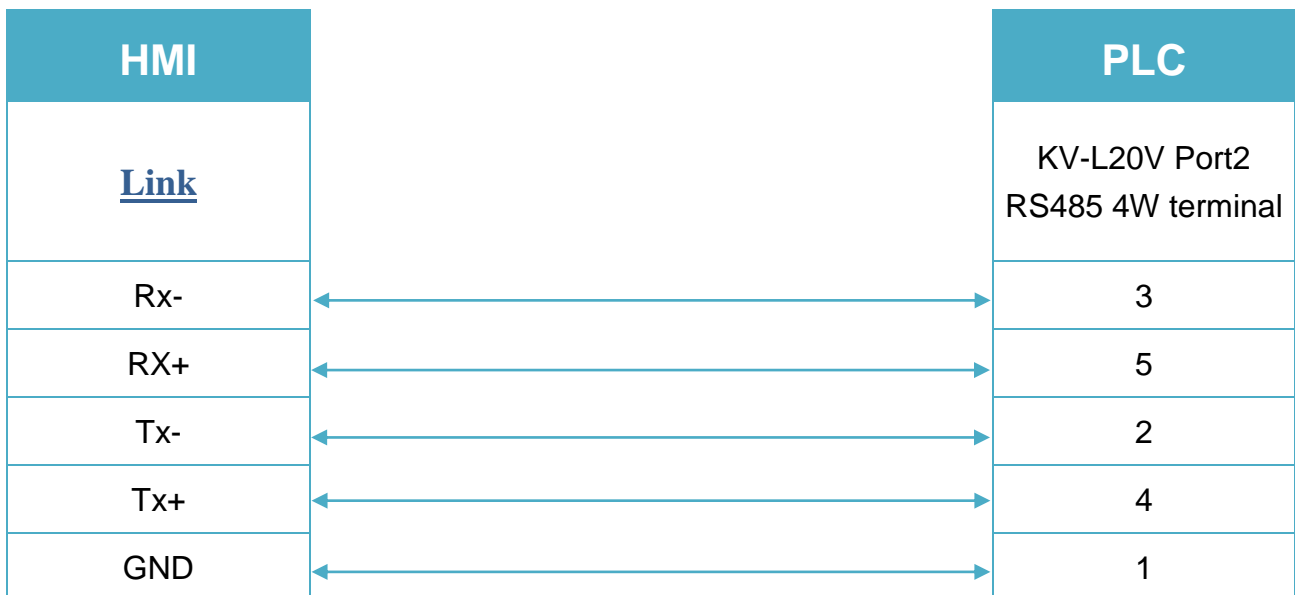 HMI PLC
Link
KV-L20V Port2
RS485 4W terminal
Rx- 3
RX+ 5
Tx- 2
Tx+ 4
GND 1